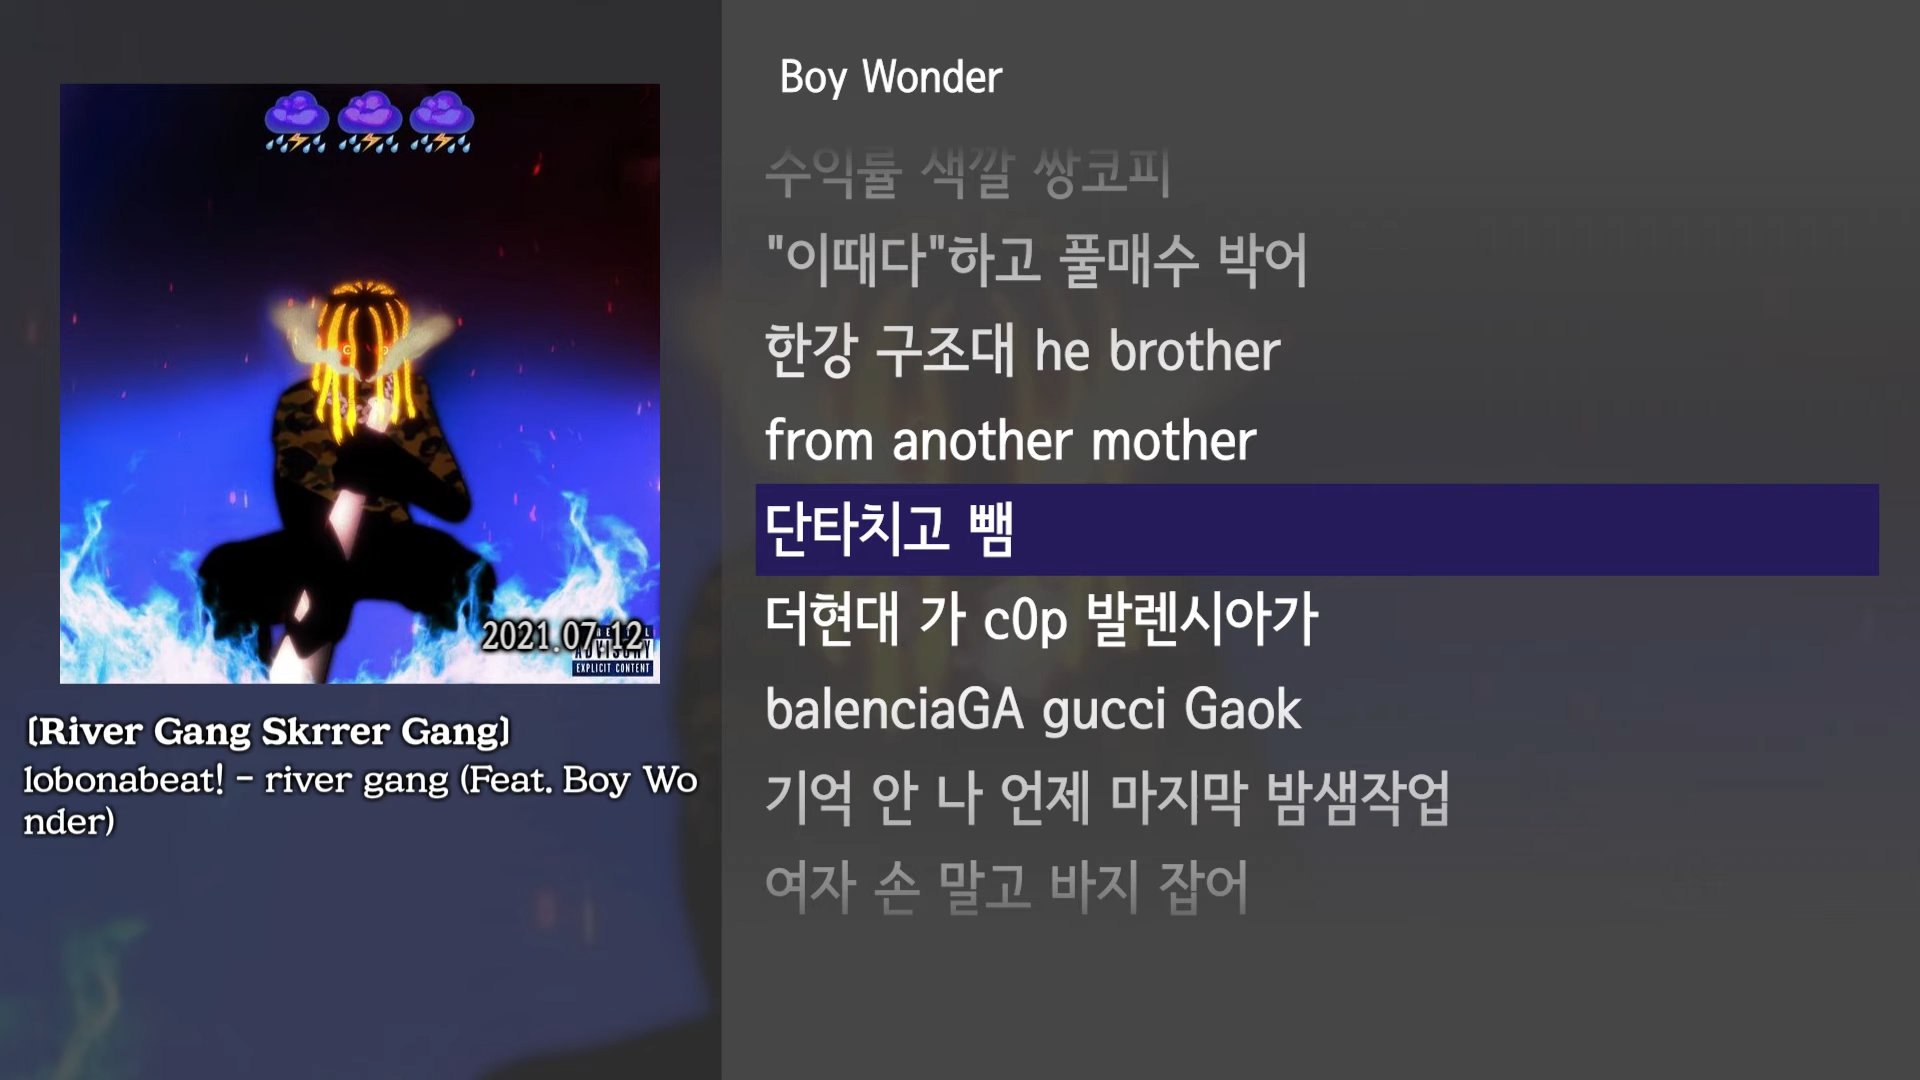 2021.07.12
EXPLICIT CONTENT
[River Gang Skrrer Gang]
lobonabeat! - river gang (Feat. Boy Wo
nder)
Boy Wonder
수익률 색깔 쌍코피
"이때다"하고 풀매수 박어
한강 구조대 he brother
from another mother
단타치고 뺌
더현대 가 c0p 발렌시아가
balenciaGA gucci Gaok
기억 안 나 언제 마지막 밤샘작업
여자 손 말고 바지 잡어